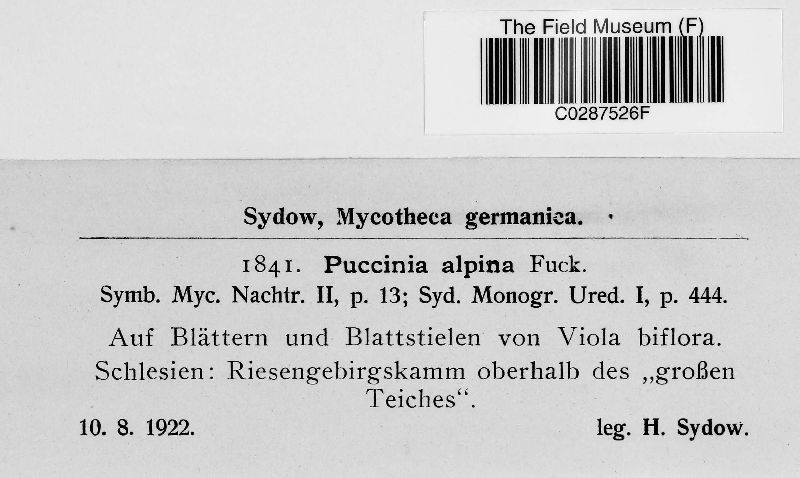 The Field Museum (F)
C0287526F
Sydow, Mycotheca germanica.
1841. Puccinia alpina Fuck.
Symb. Myc. Nachtr. II, p. 13; Syd. Monogr. Ured. I, p. 444.
Auf Blättern und Blattstielen von Viola biflora.
Schlesien: Riesengebirgskamm oberhalb des „großen
Teiches“.
10. 8. 1922. leg. H. Sydow.